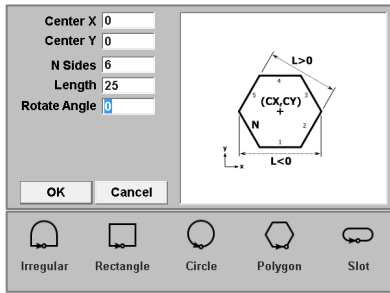 Center X 0
Center Y 0
N Sides 6
Length 25
Rotate Angle 0
OK Cancel
L>0
4
5 3
(CX,CY)
+
N 2
1
y
x
L<0
Irregular Rectangle Circle Polygon Slot